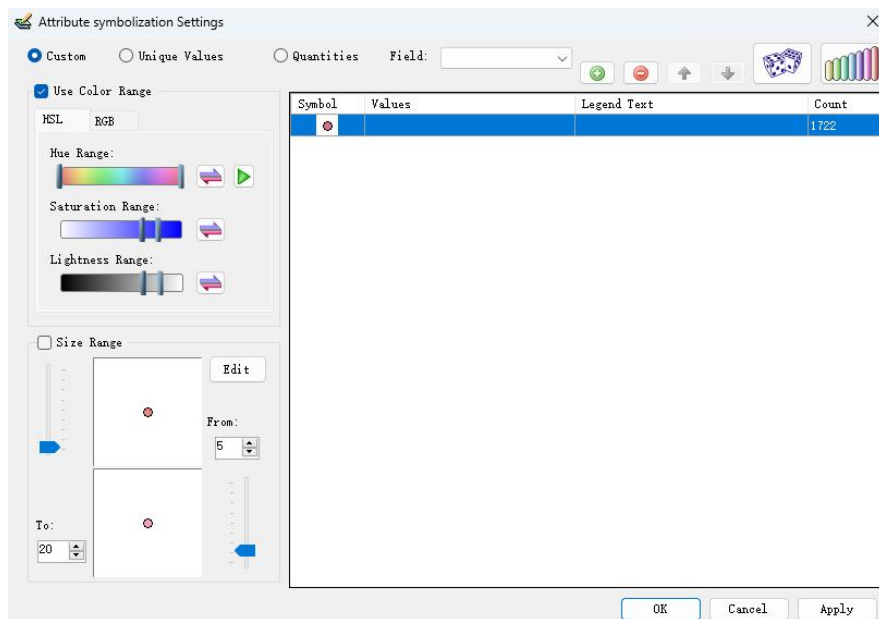 Attribute symbolization Settings
Custom Unique Values Quantities Field:
Use Color Range
HSL RGB
Hue Range:
Saturation Range:
Lightness Range:
Size Range
Edit
From:
5
To:
20
Symbol Values Legend Text Count
1722
OK Cancel Apply